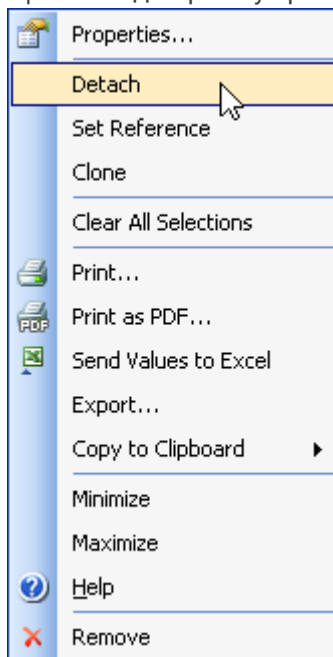 Properties...
Detach
Set Reference
Clone
Clear All Selections
Print...
PDF
Print as PDF...
Send Values to Excel
Export...
Copy to Clipboard
Minimize
Maximize
Help
Remove